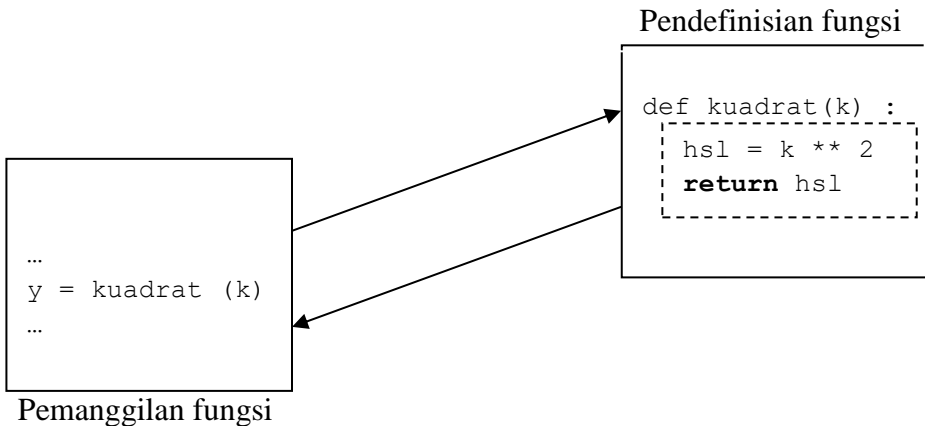 Pendefinisian fungsi
def kuadrat(k) :
hsl = k ** 2
return hsl
…
y = kuadrat (k)
…
Pemanggilan fungsi